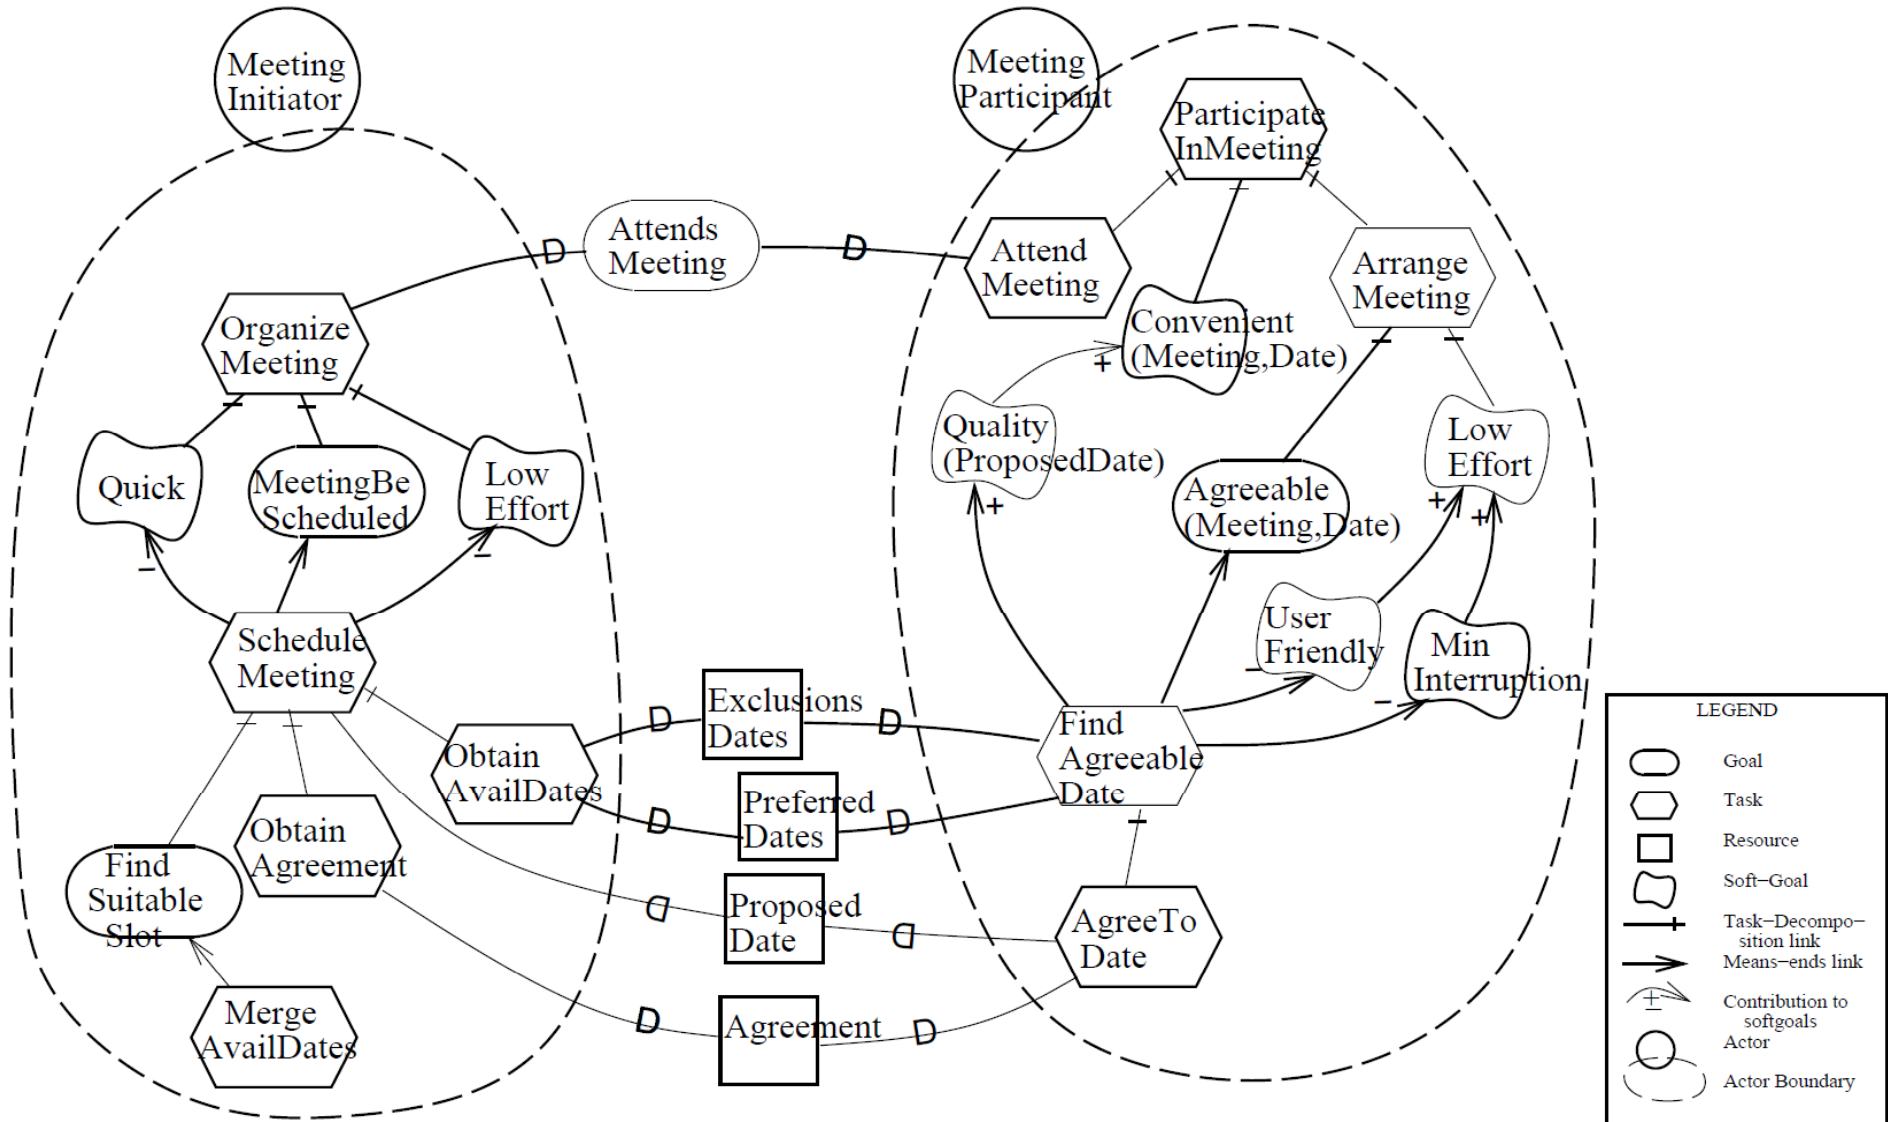 Meeting
Initiator
Meeting
Participant
Participate
InMeeting
Attends
Meeting
D
D
Attend
Meeting
Arrange
Meeting
Organize
Meeting
Convenient
(Meeting,Date)
+
Quality
(ProposedDate)
Low
Effort
Quick
MeetingBe
Scheduled
Low
Effort
Agreeable
(Meeting,Date)
+
+
+
−
−
Schedule
Meeting
User
Friendly
Min
Interruption
−
−
Exclusions
Dates
D
D
Obtain
AvailDates
Find
Agreeable
Date
Preferred
Dates
D
D
Obtain
Agreement
Find
Suitable
Slot
Proposed
Date
D
D
AgreeTo
Date
Merge
AvailDates
Agreement
D
D
LEGEND
Goal
Task
Resource
Soft−Goal
Task−Decompo−
sition link
Means−ends link
±
Contribution to
softgoals
Actor
Actor Boundary